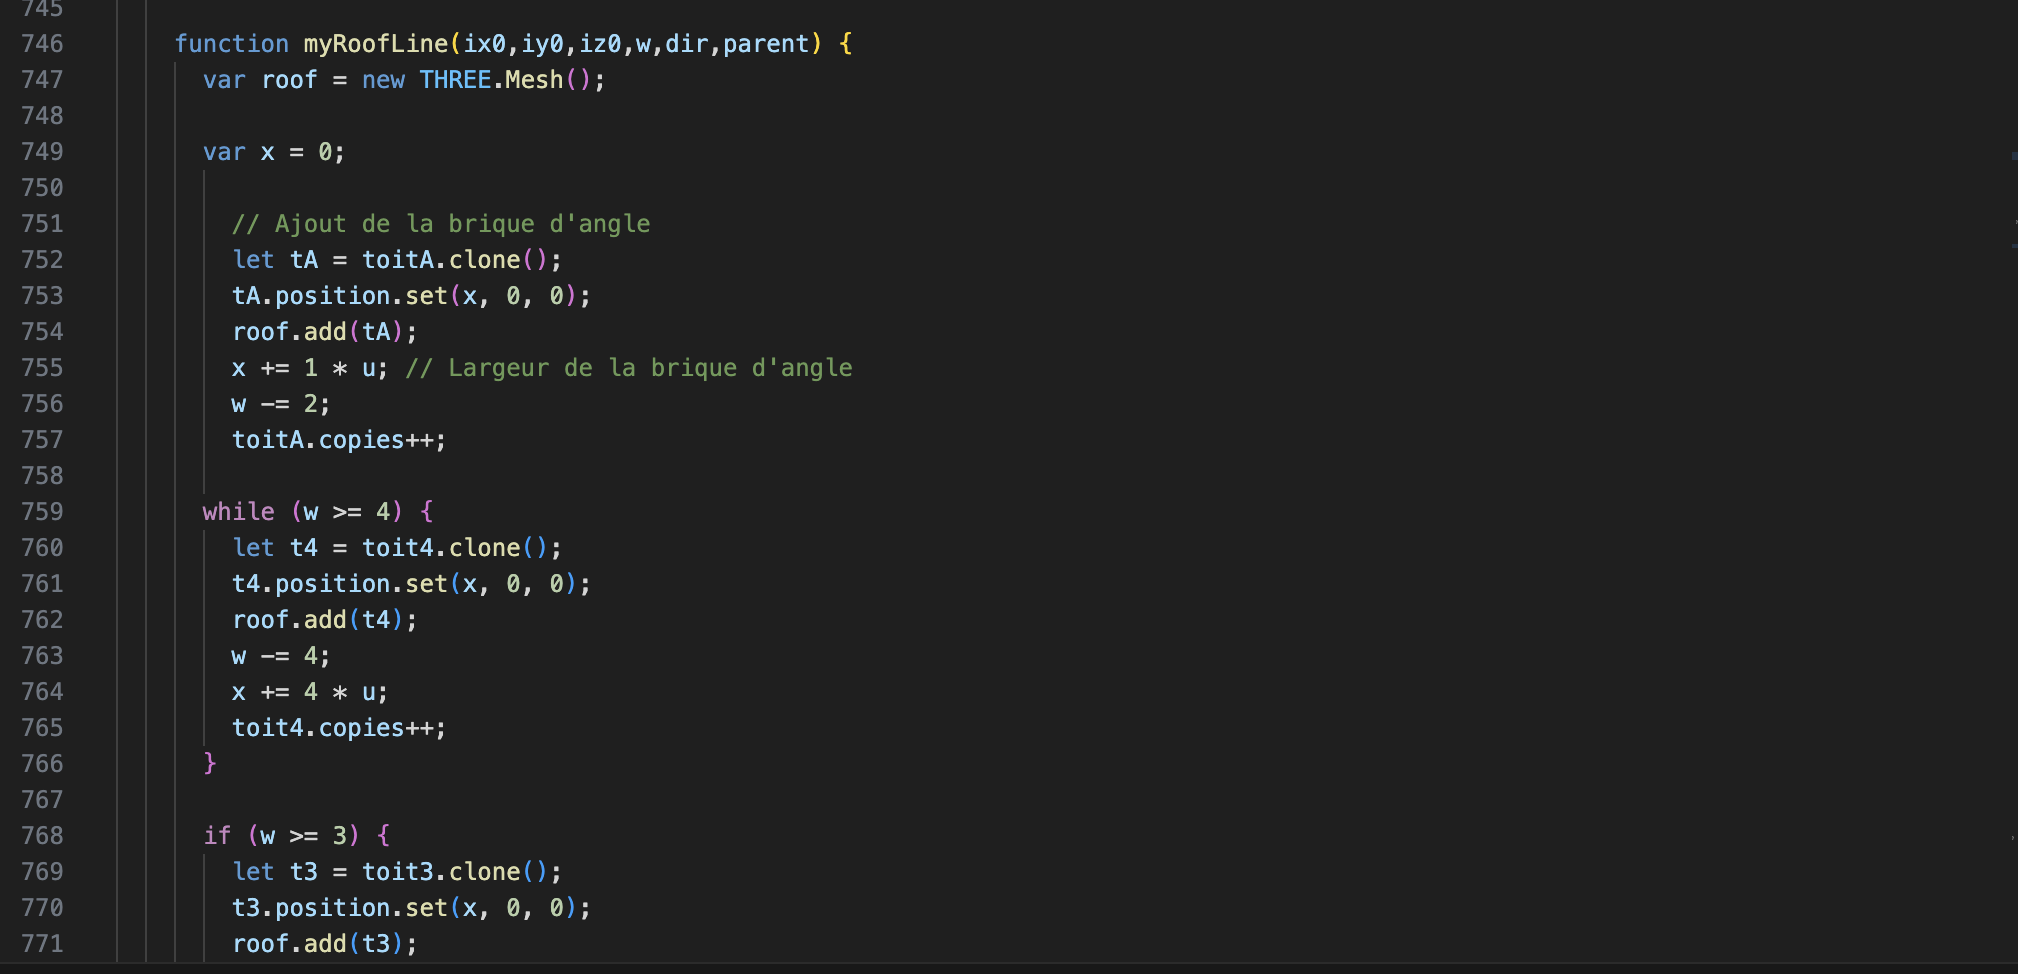 745
746 function myRoofLine(ix0,iy0,iz0,w,dir,parent) {
747 var roof = new THREE.Mesh();
748
749 var x = 0;
750
751 // Ajout de la brique d'angle
752 let tA = toitA.clone();
753 tA.position.set(x, 0, 0);
754 roof.add(tA);
755 x += 1 * u; // Largeur de la brique d'angle
756 w -= 2;
757 toitA.copies++;
758
759 while (w >= 4) {
760 let t4 = toit4.clone();
761 t4.position.set(x, 0, 0);
762 roof.add(t4);
763 w -= 4;
764 x += 4 * u;
765 toit4.copies++;
766 }
767
768 if (w >= 3) {
769 let t3 = toit3.clone();
770 t3.position.set(x, 0, 0);
771 roof.add(t3);